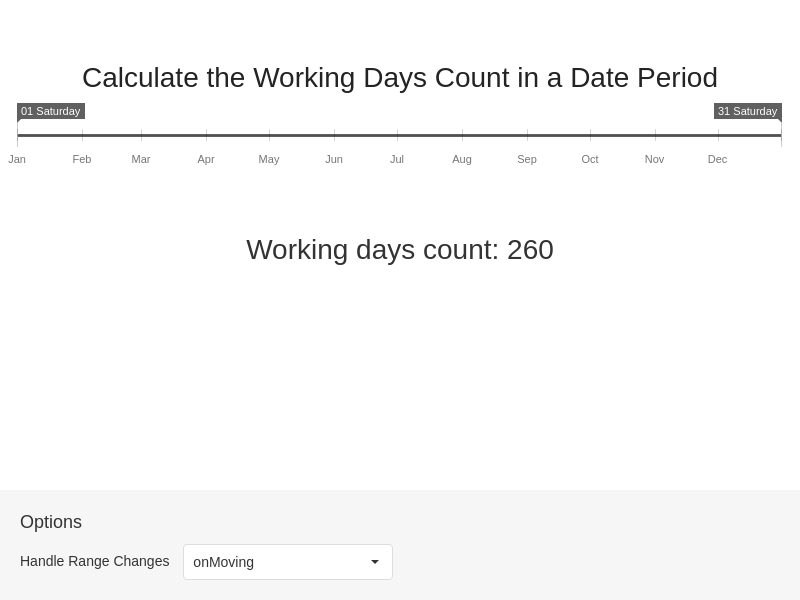 Calculate the Working Days Count in a Date Period
01 Saturday 31 Saturday
Jan Feb Mar Apr May Jun Jul Aug Sep Oct Nov Dec
Working days count: 260
Options
Handle Range Changes onMoving